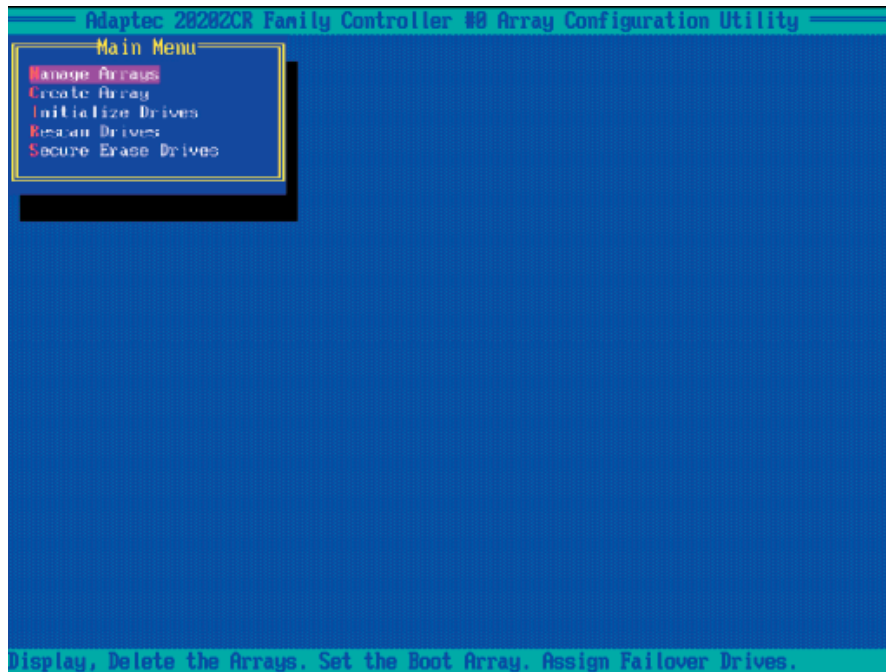 Adaptec 2020ZCR Family Controller #0 Array Configuration Utility
Main Menu
Manage Arrays
Create Array
Initialize Drives
Rescan Drives
Secure Erase Drives
Display, Delete the Arrays. Set the Boot Array. Assign Failover Drives.